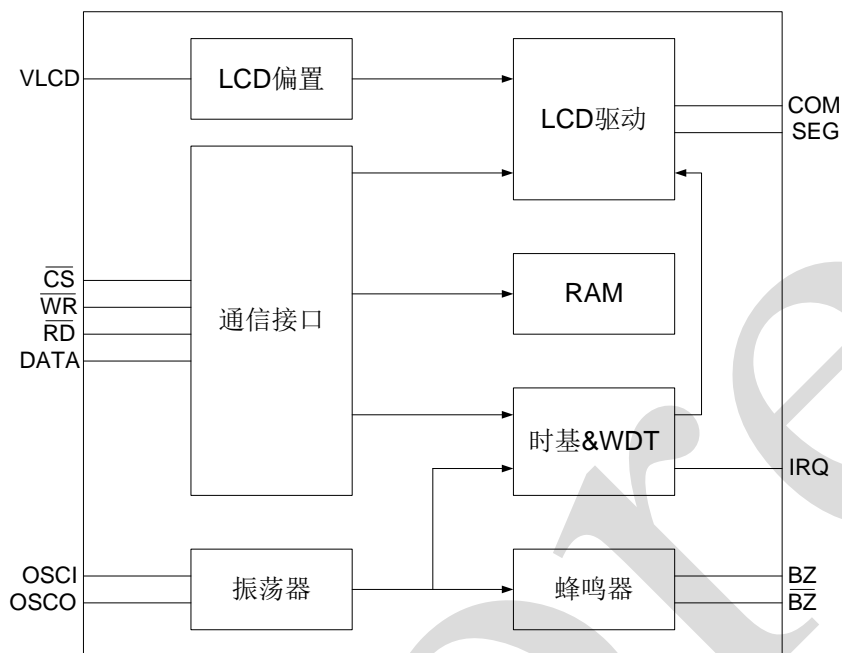 VLCD
LCD偏置
LCD驱动
COM
SEG
CS
WR
RD
DATA
通信接口
RAM
时基&WDT
IRQ
OSCI
OSCO
振荡器
蜂鸣器
BZ
BZ